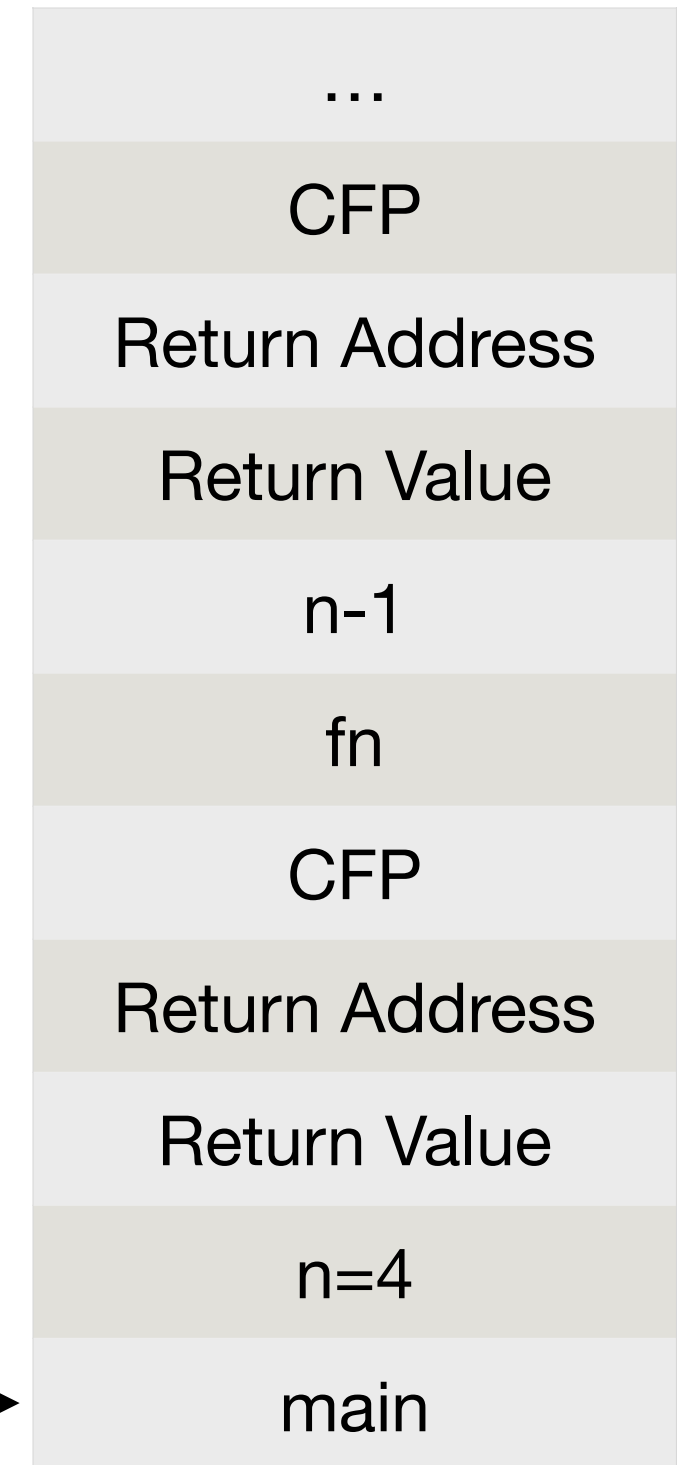 ...
CFP
Return Address
Return Value
n-1
fn
CFP
Return Address
Return Value
n=4
main